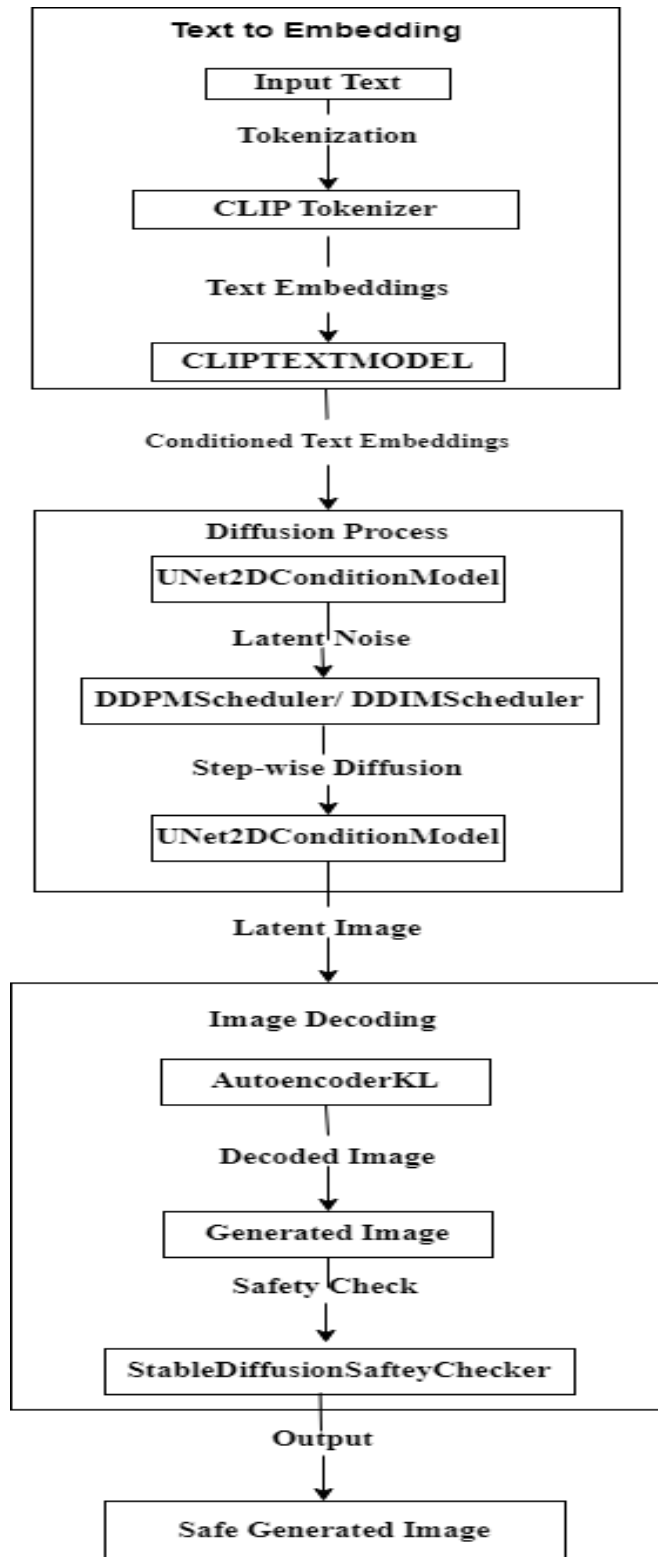 Text to Embedding
Input Text
Tokenization
CLIP Tokenizer
Text Embeddings
CLIPTEXTMODEL
Conditioned Text Embeddings
Diffusion Process
UNet2DConditionModel
Latent Noise
DDPMScheduler/ DDIMScheduler
Step-wise Diffusion
UNet2DConditionModel
Latent Image
Image Decoding
AutoencoderKL
Decoded Image
Generated Image
Safety Check
StableDiffusionSafteyChecker
Output
Safe Generated Image